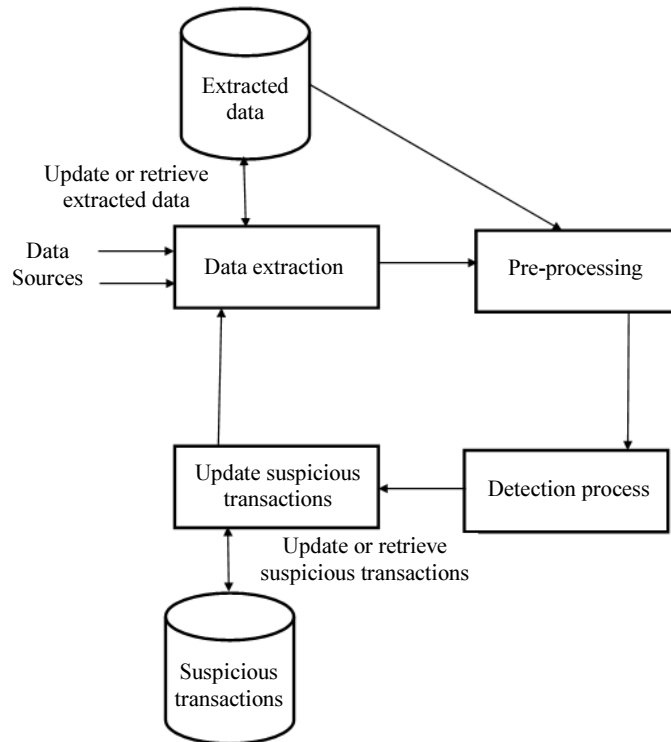 Extracted
data
Update or retrieve
extracted data
Data
Sources
Data extraction
Pre-processing
Update suspicious
transactions
Detection process
Update or retrieve
suspicious transactions
Suspicious
transactions